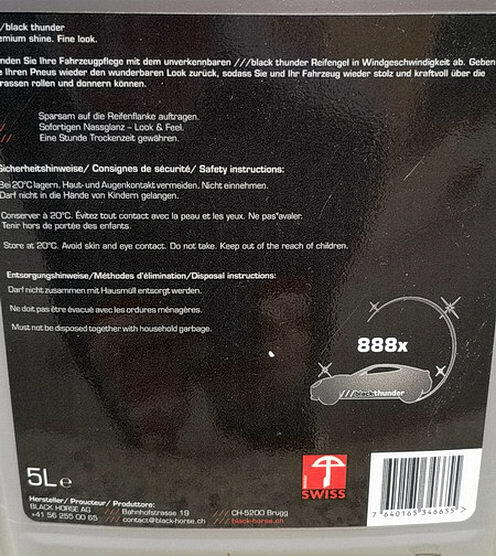 //black thunder
emium shine. Fine look.
nden Sie Ihr Fahrzeugpflege mit dem unverkennbaren ///black thunder Reifengel in Windgeschwindigkeit ab. Geben
e Ihren Pneus wieder den wunderbaren Look zurück, sodass Sie und Ihr Fahrzeug wieder stolz und kraftvoll über die
rassen rollen und donnern können.
Sparsam auf die Reifenflanke auftragen.
Sofortigen Nassglanz – Look & Feel.
Eine Stunde Trockenzeit gewähren.
Sicherheitshinweise/ Consignes de sécurité/ Safety instructions:
Bei 20°C lagern. Haut- und Augenkontakt vermeiden. Nicht einnehmen.
Darf nicht in die Hände von Kindern gelangen.
Conserver à 20°C. Évitez tout contact avec la peau et les yeux. Ne pas'avaler.
Tenir hors de portée des enfants.
Store at 20°C. Avoid skin and eye contact. Do not take. Keep out of the reach of children.
Entsorgungshinweise/Méthodes d'élimination/Disposal instructions:
Darf nicht zusammen mit Hausmüll entsorgt werden.
Ne doit pas être évacué avec les ordures ménagères.
Must not be disposed together with household garbage.
888x
///blackthunder
5L e
SWISS
Hersteller/ Proucteur/ Produttore:
BLACK HORSE AG /// Bahnhofstrasse 19 /// CH-5200 Brugg
+41 56 255 00 65 /// contact@black-horse.ch /// black-horse.ch
7 640165 346655 >